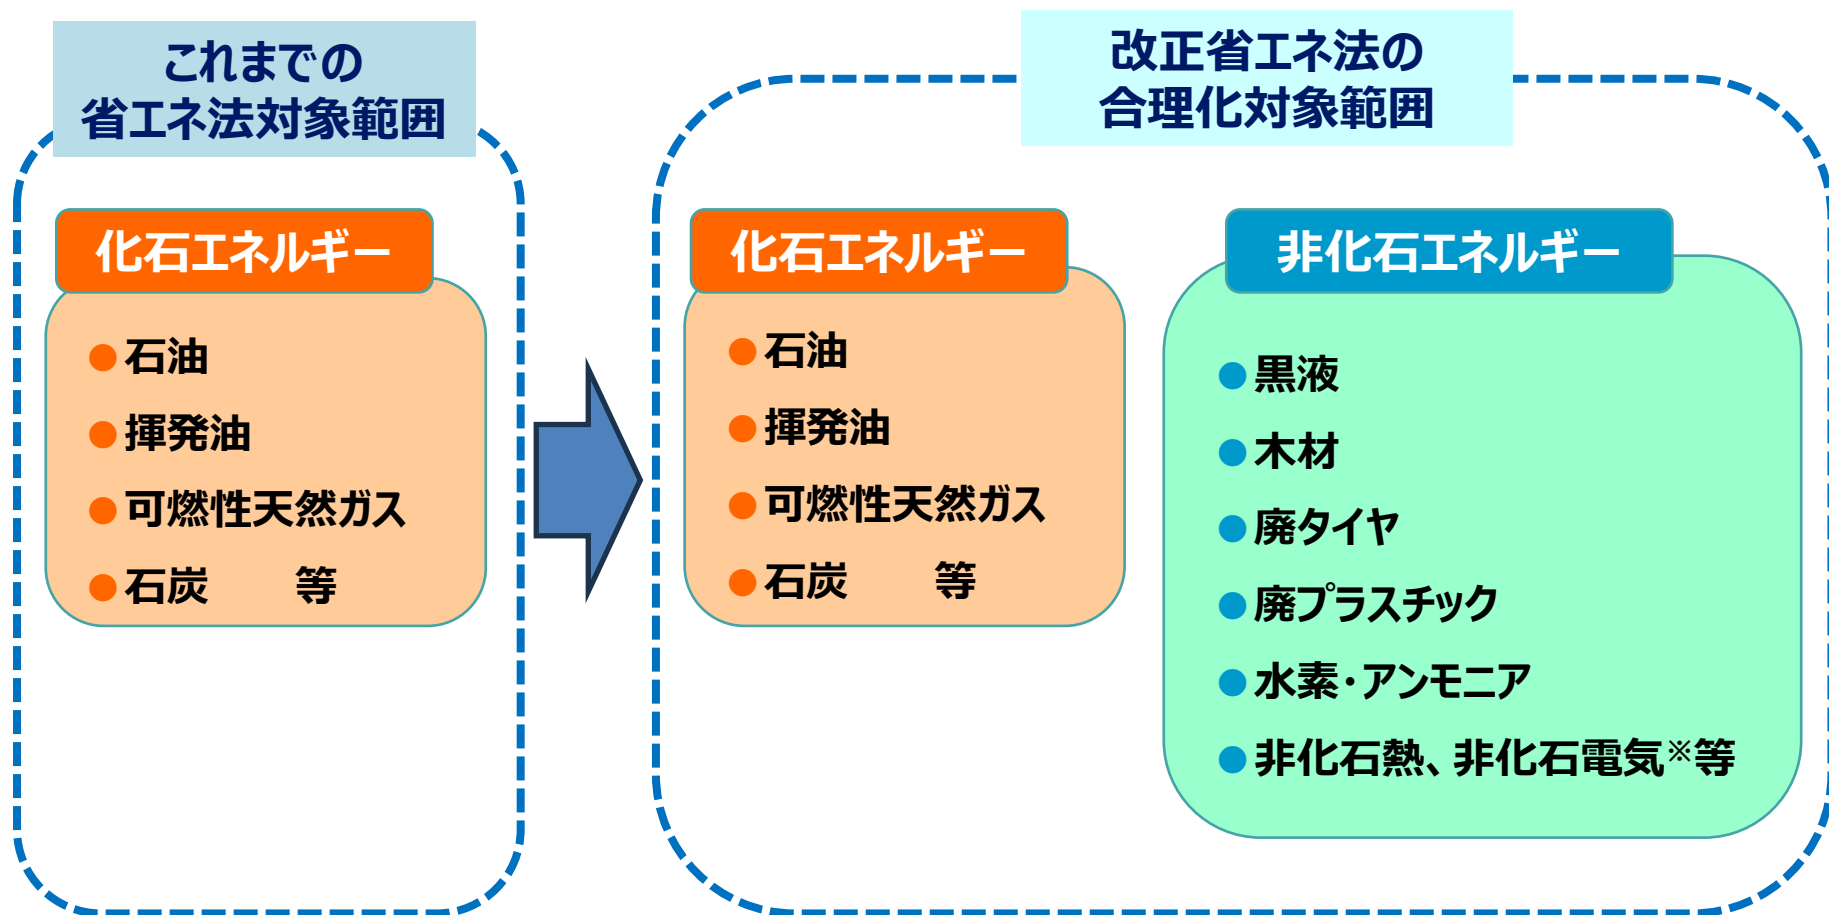 これまでの
省エネ法対象範囲
化石エネルギー
●石油
●揮発油
●可燃性天然ガス
●石炭　　等
改正省エネ法の
合理化対象範囲
化石エネルギー
●石油
●揮発油
●可燃性天然ガス
●石炭　　等
非化石エネルギー
●黒液
●木材
●廃タイヤ
●廃プラスチック
●水素・アンモニア
●非化石熱、非化石電気※等